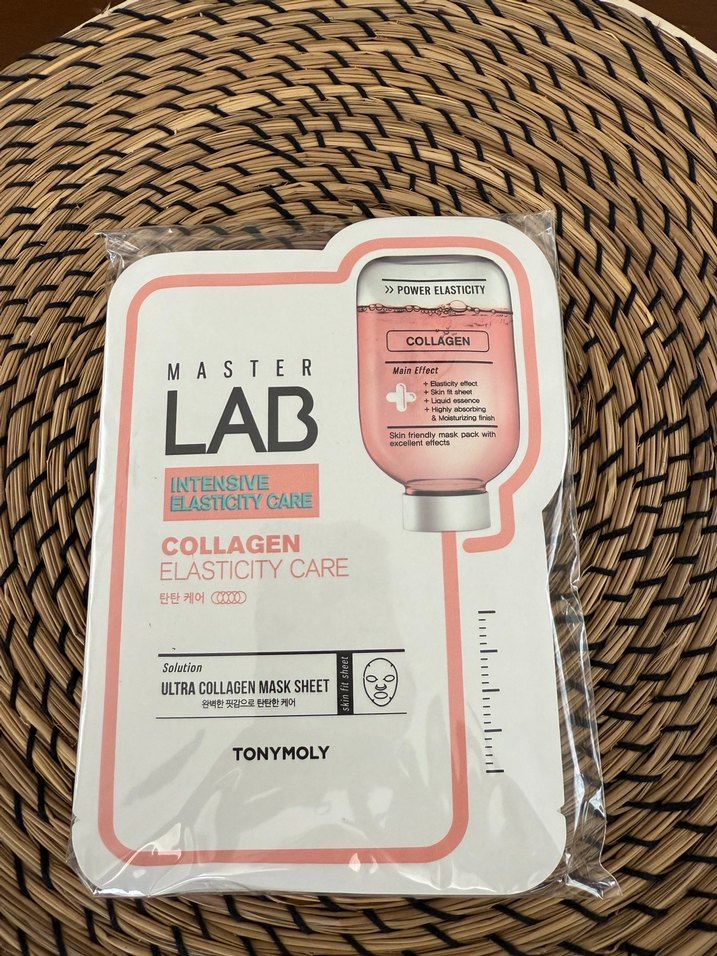 >> POWER ELASTICITY
COLLAGEN
Main Effect
+ Elasticity effect
+ Skin fit sheet
+ Liquid essence
+ Highly absorbing
& Moisturizing finish
Skin friendly mask pack with
excellent effects
MASTER
LAB
INTENSIVE
ELASTICITY CARE
COLLAGEN
ELASTICITY CARE
탄탄 케어
Solution
ULTRA COLLAGEN MASK SHEET
완벽한 핏감으로 탄탄한 케어
skin fit sheet
TONYMOLY